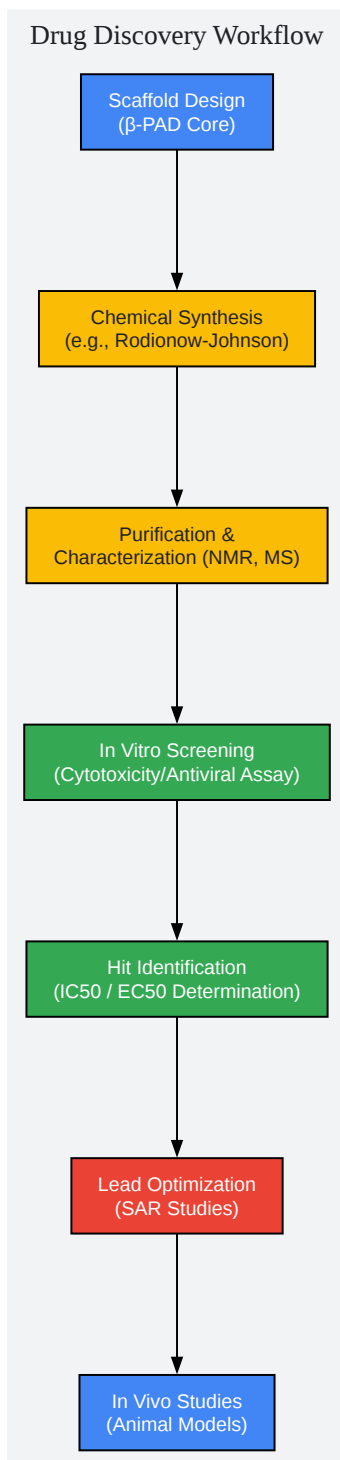 Drug Discovery Workflow
Scaffold Design
(β-PAD Core)
Chemical Synthesis
(e.g., Rodionow-Johnson)
Purification &
Characterization (NMR, MS)
In Vitro Screening
(Cytotoxicity/Antiviral Assay)
Hit Identification
(IC50 / EC50 Determination)
Lead Optimization
(SAR Studies)
In Vivo Studies
(Animal Models)